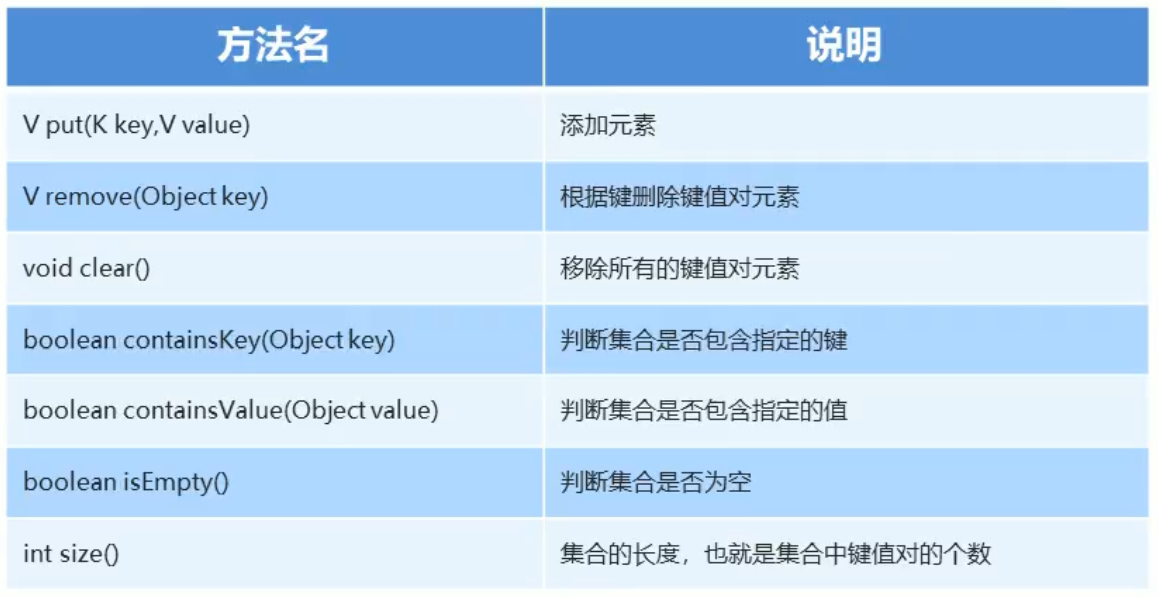 方法名 说明
V put(K key,V value) 添加元素
V remove(Object key) 根据键删除键值对元素
void clear() 移除所有的键值对元素
boolean containsKey(Object key) 判断集合是否包含指定的键
boolean containsValue(Object value) 判断集合是否包含指定的值
boolean isEmpty() 判断集合是否为空
int size() 集合的长度，也就是集合中键值对的个数